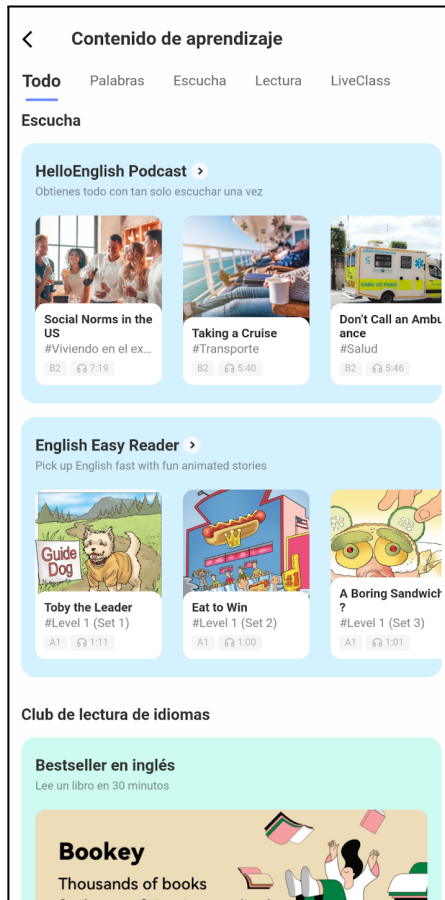 Contenido de aprendizaje
Todo Palabras Escucha Lectura LiveClass
Escucha
HelloEnglish Podcast
Obtienes todo con tan solo escuchar una vez
SAMU DE PARIS
Social Norms in the
US
#Viviendo en el ex...
B2 7:19
Taking a Cruise
#Transporte
B2 5:40
Don't Call an Ambu
ance
#Salud
B2 5:46
English Easy Reader
Pick up English fast with fun animated stories
Guide
Dog
W
#1
Toby the Leader
#Level 1 (Set 1)
A1 1:11
Eat to Win
#Level 1 (Set 2)
A1 1:00
A Boring Sandwich
?
#Level 1 (Set 3)
A1 1:01
Club de lectura de idiomas
Bestseller en inglés
Lee un libro en 30 minutos
Bookey
Thousands of books